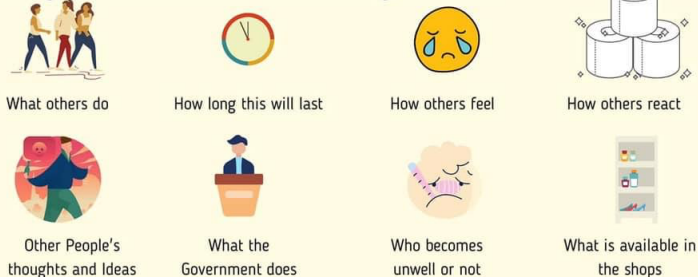 What others do
How long this will last
How others feel
How others react
Other People's
thoughts and Ideas
What the
Government does
Who becomes
unwell or not
What is available in
the shops